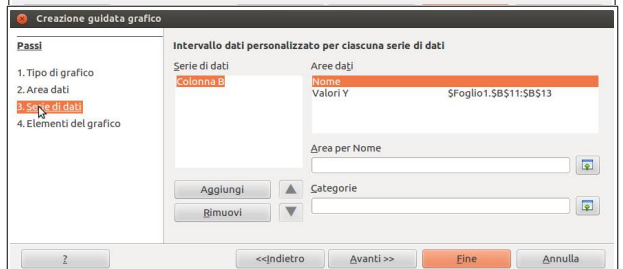 Creazione guidata grafico
Passi
1. Tipo di grafico
2. Area dati
3. Serie di dati
4. Elementi del grafico
Intervallo dati personalizzato per ciascuna serie di dati
Serie di dati
Colonna B
Aggiungi
Rimuovi
Aree dati
Nome
Valori Y $Foglio1.$B$11:$B$13
Area per Nome
Categorie
?
<<Indietro
Avanti >>
Fine
Annulla